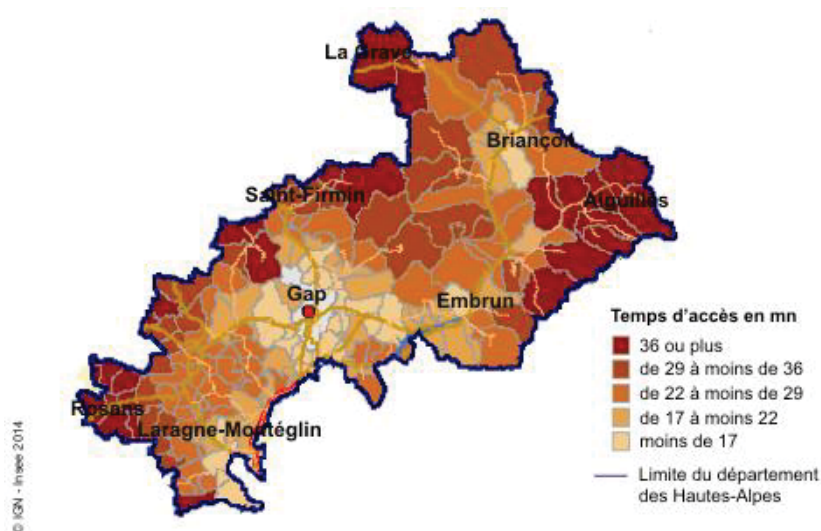 La Grave
Briançon
Saint-Firmin
Aiguilles
Gap
Embrun
Rosans
Laragne-Montéglin
Temps d'accès en mn
36 ou plus
de 29 à moins de 36
de 22 à moins de 29
de 17 à moins 22
moins de 17
Limite du département
des Hautes-Alpes
© IGN - Insee 2014